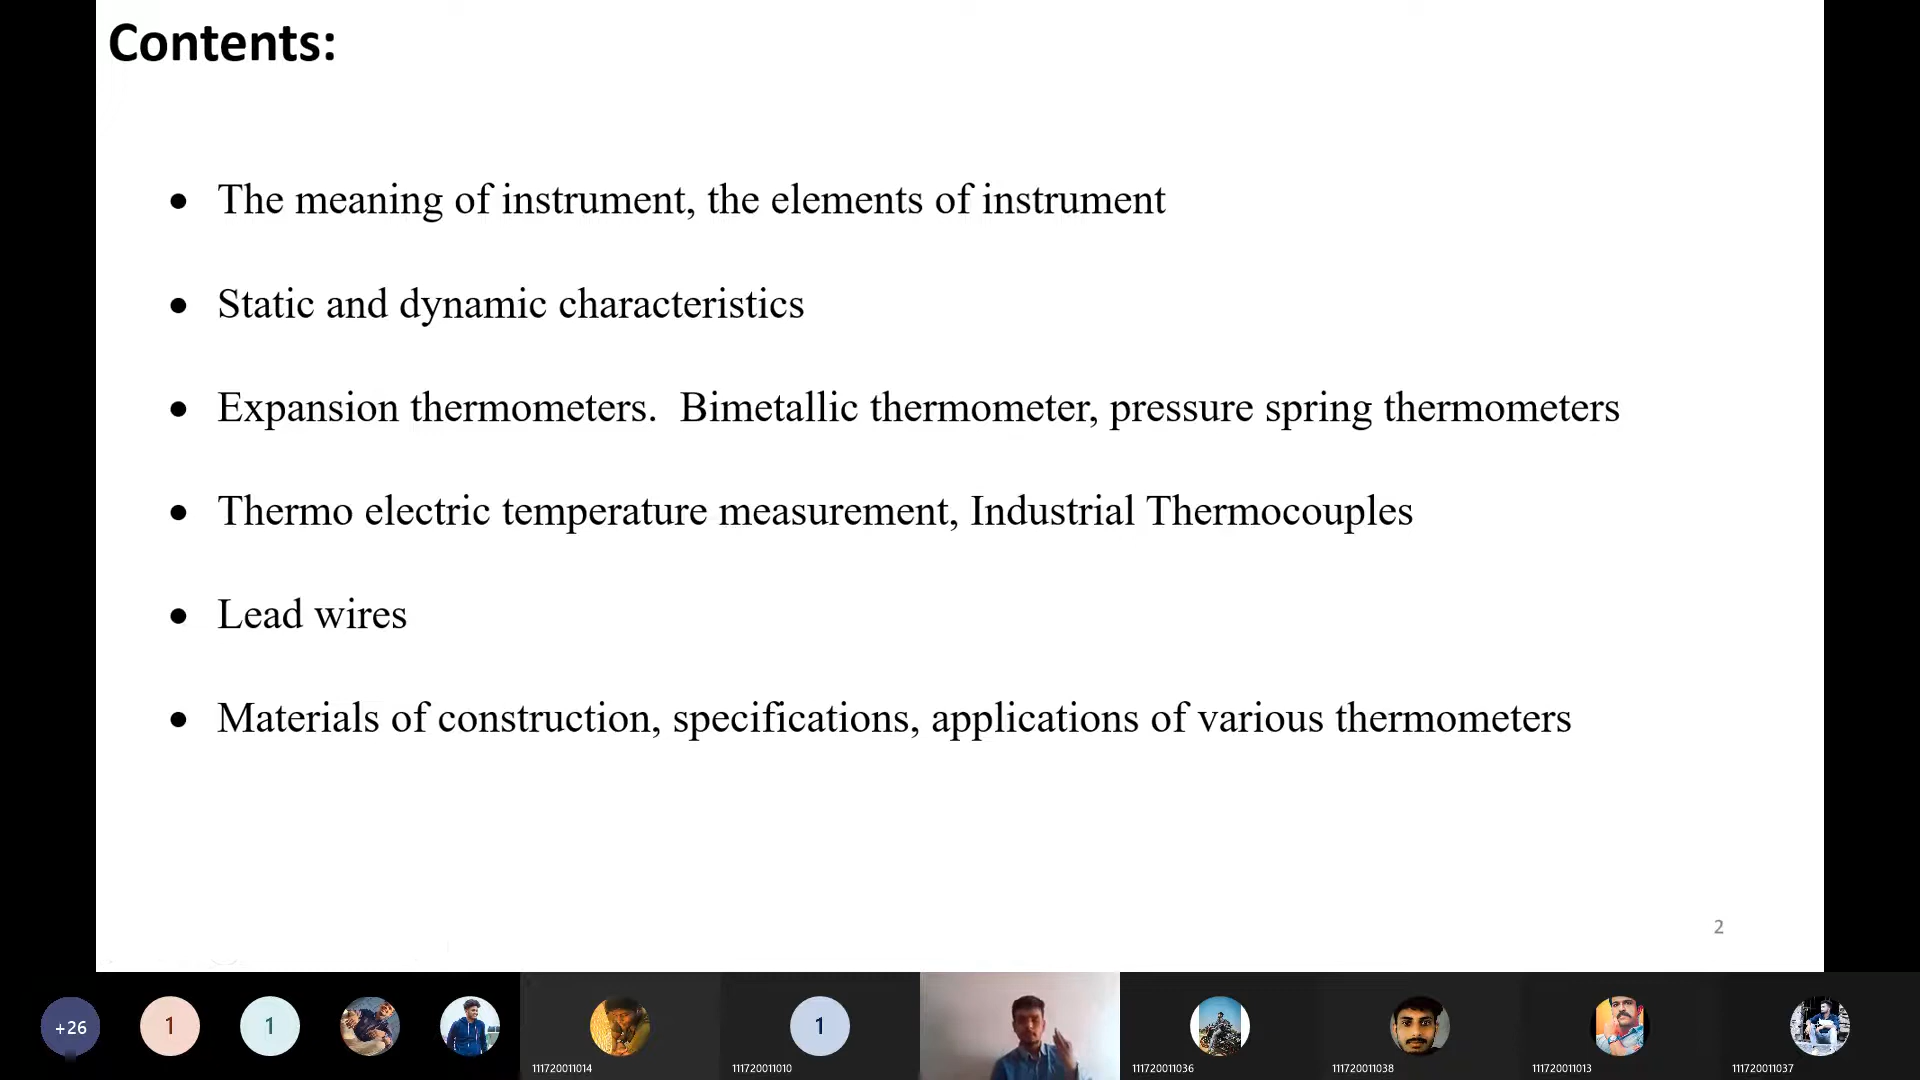 Contents:
• The meaning of instrument, the elements of instrument
• Static and dynamic characteristics
• Expansion thermometers.  Bimetallic thermometer, pressure spring thermometers
• Thermo electric temperature measurement, Industrial Thermocouples
• Lead wires
• Materials of construction, specifications, applications of various thermometers
2
+26
1
1
1
111720011014
111720011010
111720011036
111720011038
111720011013
111720011037